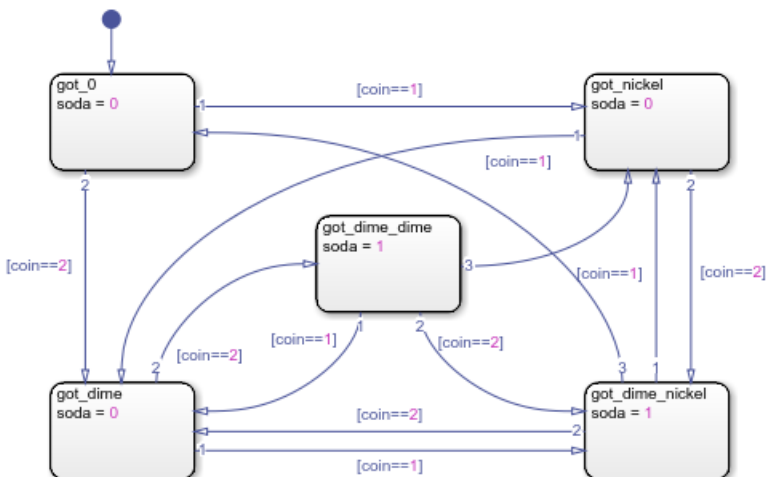 got_0
soda = 0
[coin==1]
1
got_nickel
soda = 0
1
[coin==1]
2
2
got_dime_dime
soda = 1
3
[coin==2]
[coin==1]
[coin==2]
[coin==1]
1
2
[coin==2]
[coin==2]
2
3
1
got_dime
soda = 0
[coin==2]
2
1
[coin==1]
got_dime_nickel
soda = 1